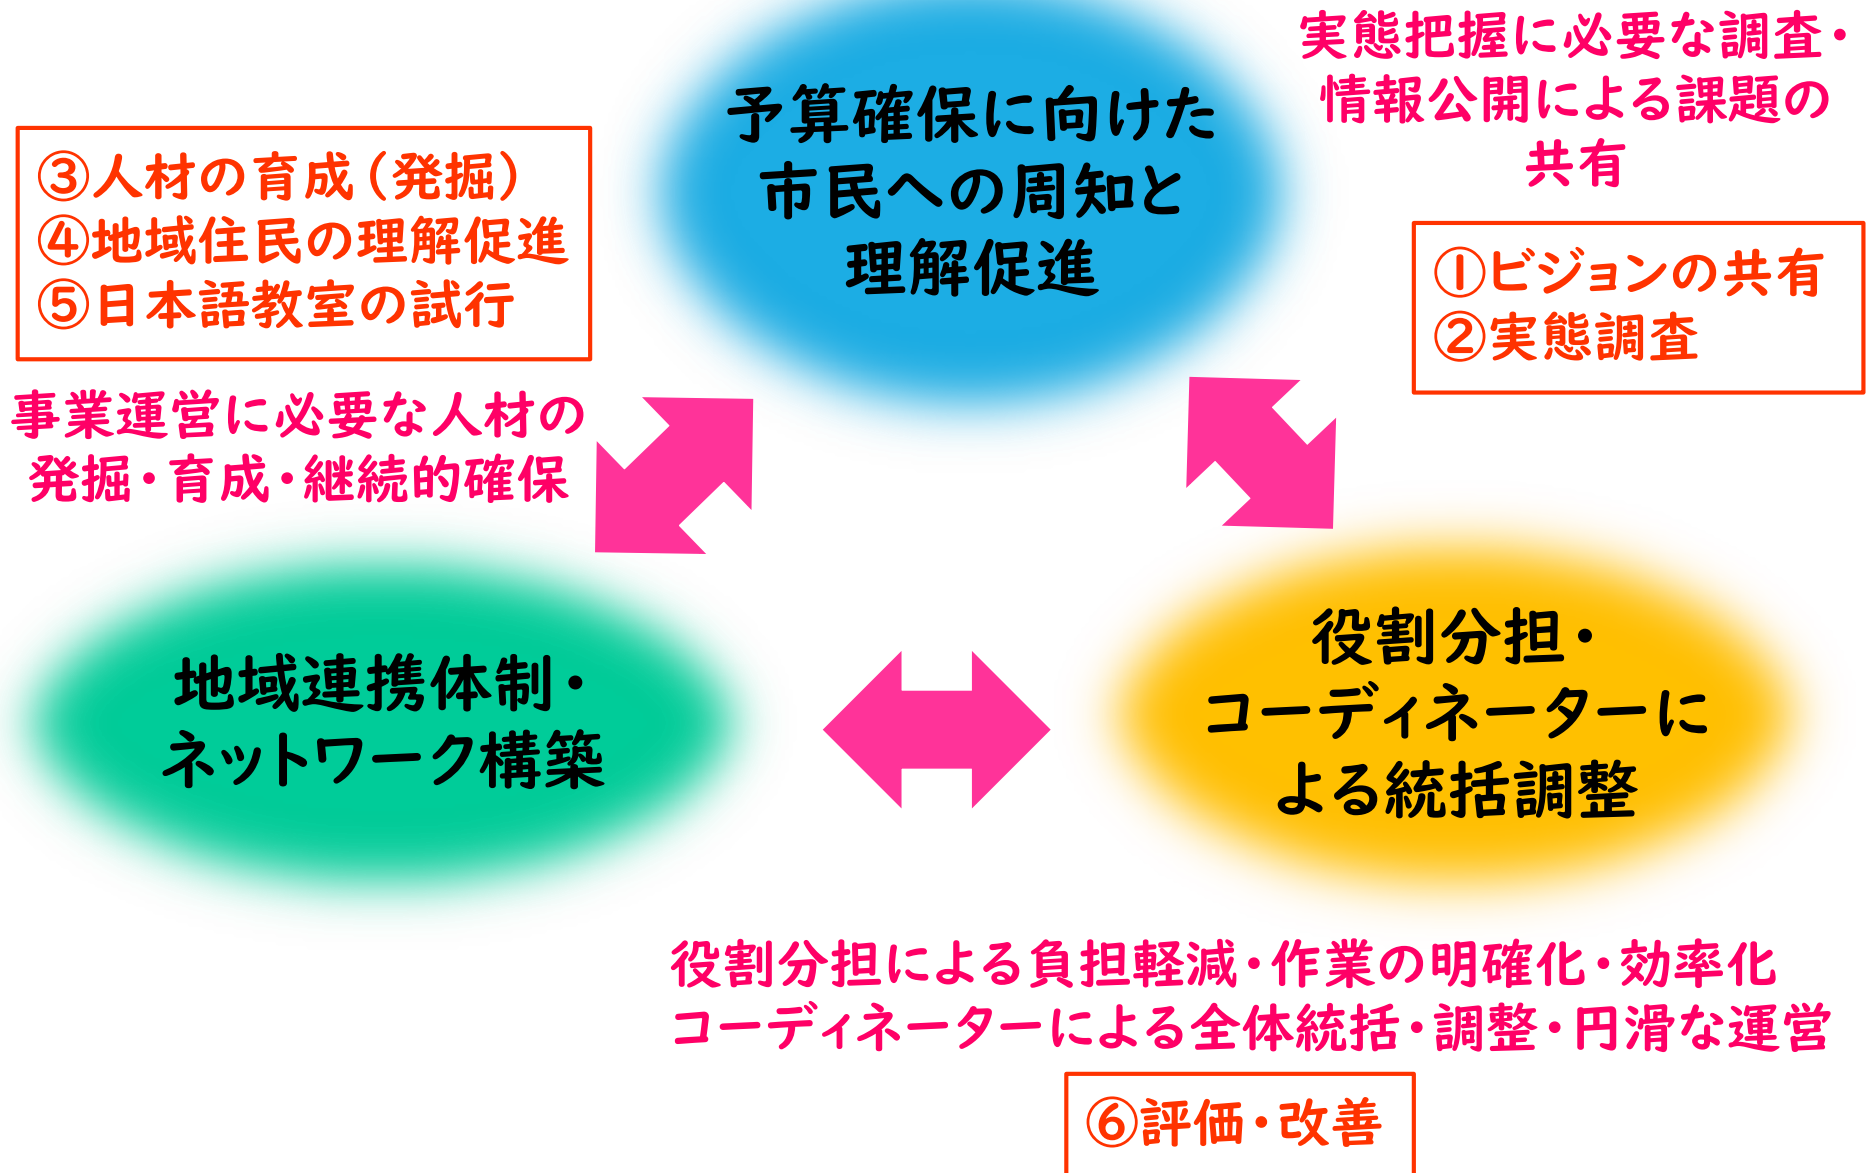 予算確保に向けた
市民への周知と
理解促進
実態把握に必要な調査・
情報公開による課題の
共有
①ビジョンの共有
②実態調査
③人材の育成（発掘）
④地域住民の理解促進
⑤日本語教室の試行
事業運営に必要な人材の
発掘・育成・継続的確保
地域連携体制・
ネットワーク構築
役割分担・
コーディネーターに
よる統括調整
役割分担による負担軽減・作業の明確化・効率化
コーディネーターによる全体統括・調整・円滑な運営
⑥評価・改善